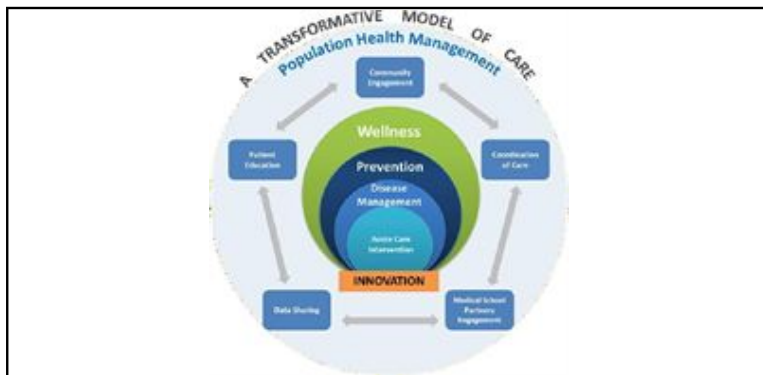 A TRANSFORMATIVE MODEL OF CARE
Population Health Management
Community
Engagement
Wellness
Patient
Education
Coordination
of Care
Prevention
Disease
Management
Acute Care
Intervention
INNOVATION
Data Sharing
Medical School
Partners
Engagement